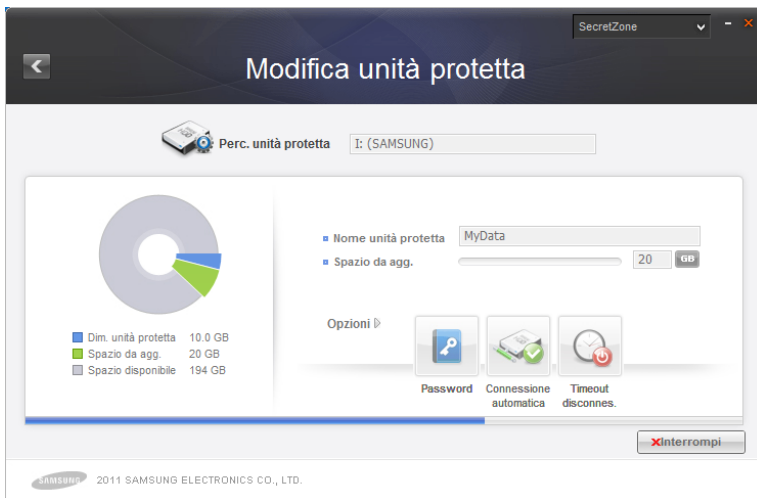 SecretZone
Modifica unità protetta
Perc. unità protetta I: (SAMSUNG)
Nome unità protetta MyData
Spazio da agg. 20 GB
Dim. unità protetta 10.0 GB
Spazio da agg. 20 GB
Spazio disponibile 194 GB
Opzioni
Password
Connessione automatica
Timeout disconnes.
Interrompi
SAMSUNG 2011 SAMSUNG ELECTRONICS CO., LTD.